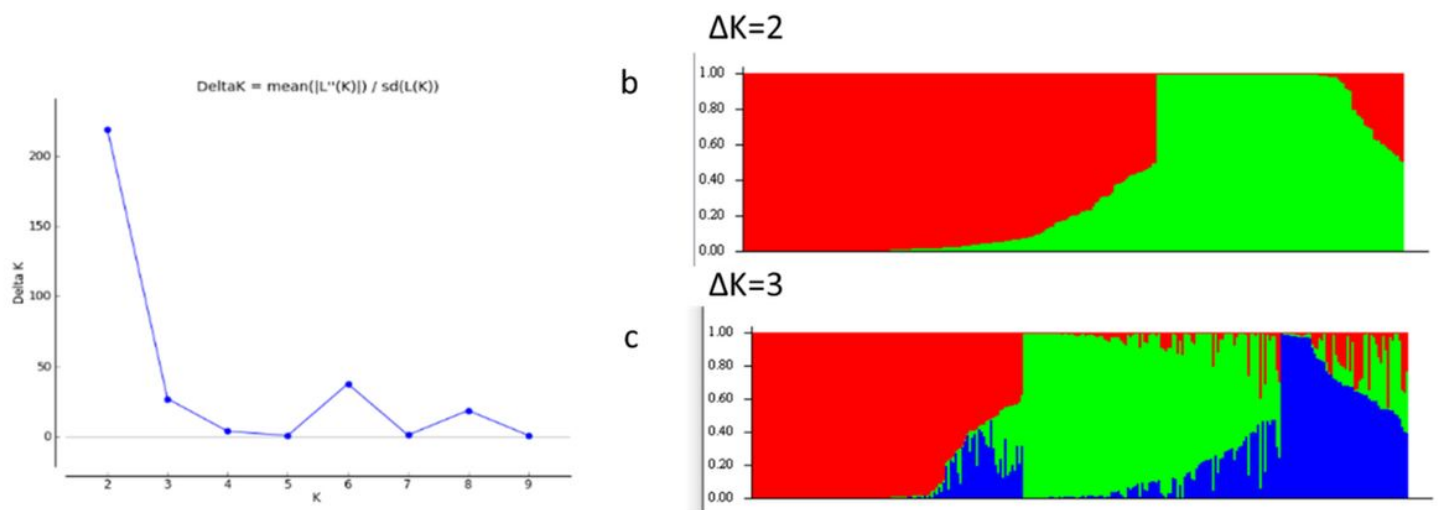 DeltaK = mean(|L''(K)|) / sd(L(K))
Delta K
200
150
100
50
0
2 3 4 5 6 7 8 9
K
b
ΔK=2
1.00
0.80
0.60
0.40
0.20
0.00
c
ΔK=3
1.00
0.80
0.60
0.40
0.20
0.00